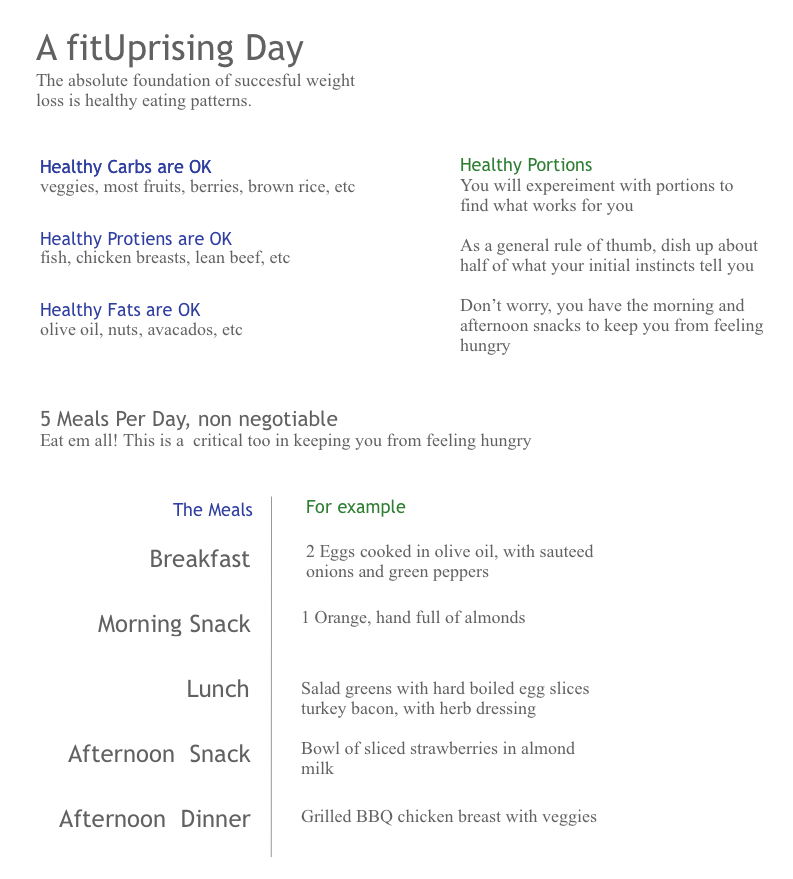 A fitUprising Day
The absolute foundation of succesful weight
loss is healthy eating patterns.
Healthy Carbs are OK
veggies, most fruits, berries, brown rice, etc
Healthy Protiens are OK
fish, chicken breasts, lean beef, etc
Healthy Fats are OK
olive oil, nuts, avacados, etc
Healthy Portions
You will expereiment with portions to
find what works for you
As a general rule of thumb, dish up about
half of what your initial instincts tell you
Don’t worry, you have the morning and
afternoon snacks to keep you from feeling
hungry
5 Meals Per Day, non negotiable
Eat em all! This is a  critical too in keeping you from feeling hungry
The Meals
For example
Breakfast
2 Eggs cooked in olive oil, with sauteed
onions and green peppers
Morning Snack
1 Orange, hand full of almonds
Lunch
Salad greens with hard boiled egg slices
turkey bacon, with herb dressing
Afternoon  Snack
Bowl of sliced strawberries in almond
milk
Afternoon  Dinner
Grilled BBQ chicken breast with veggies